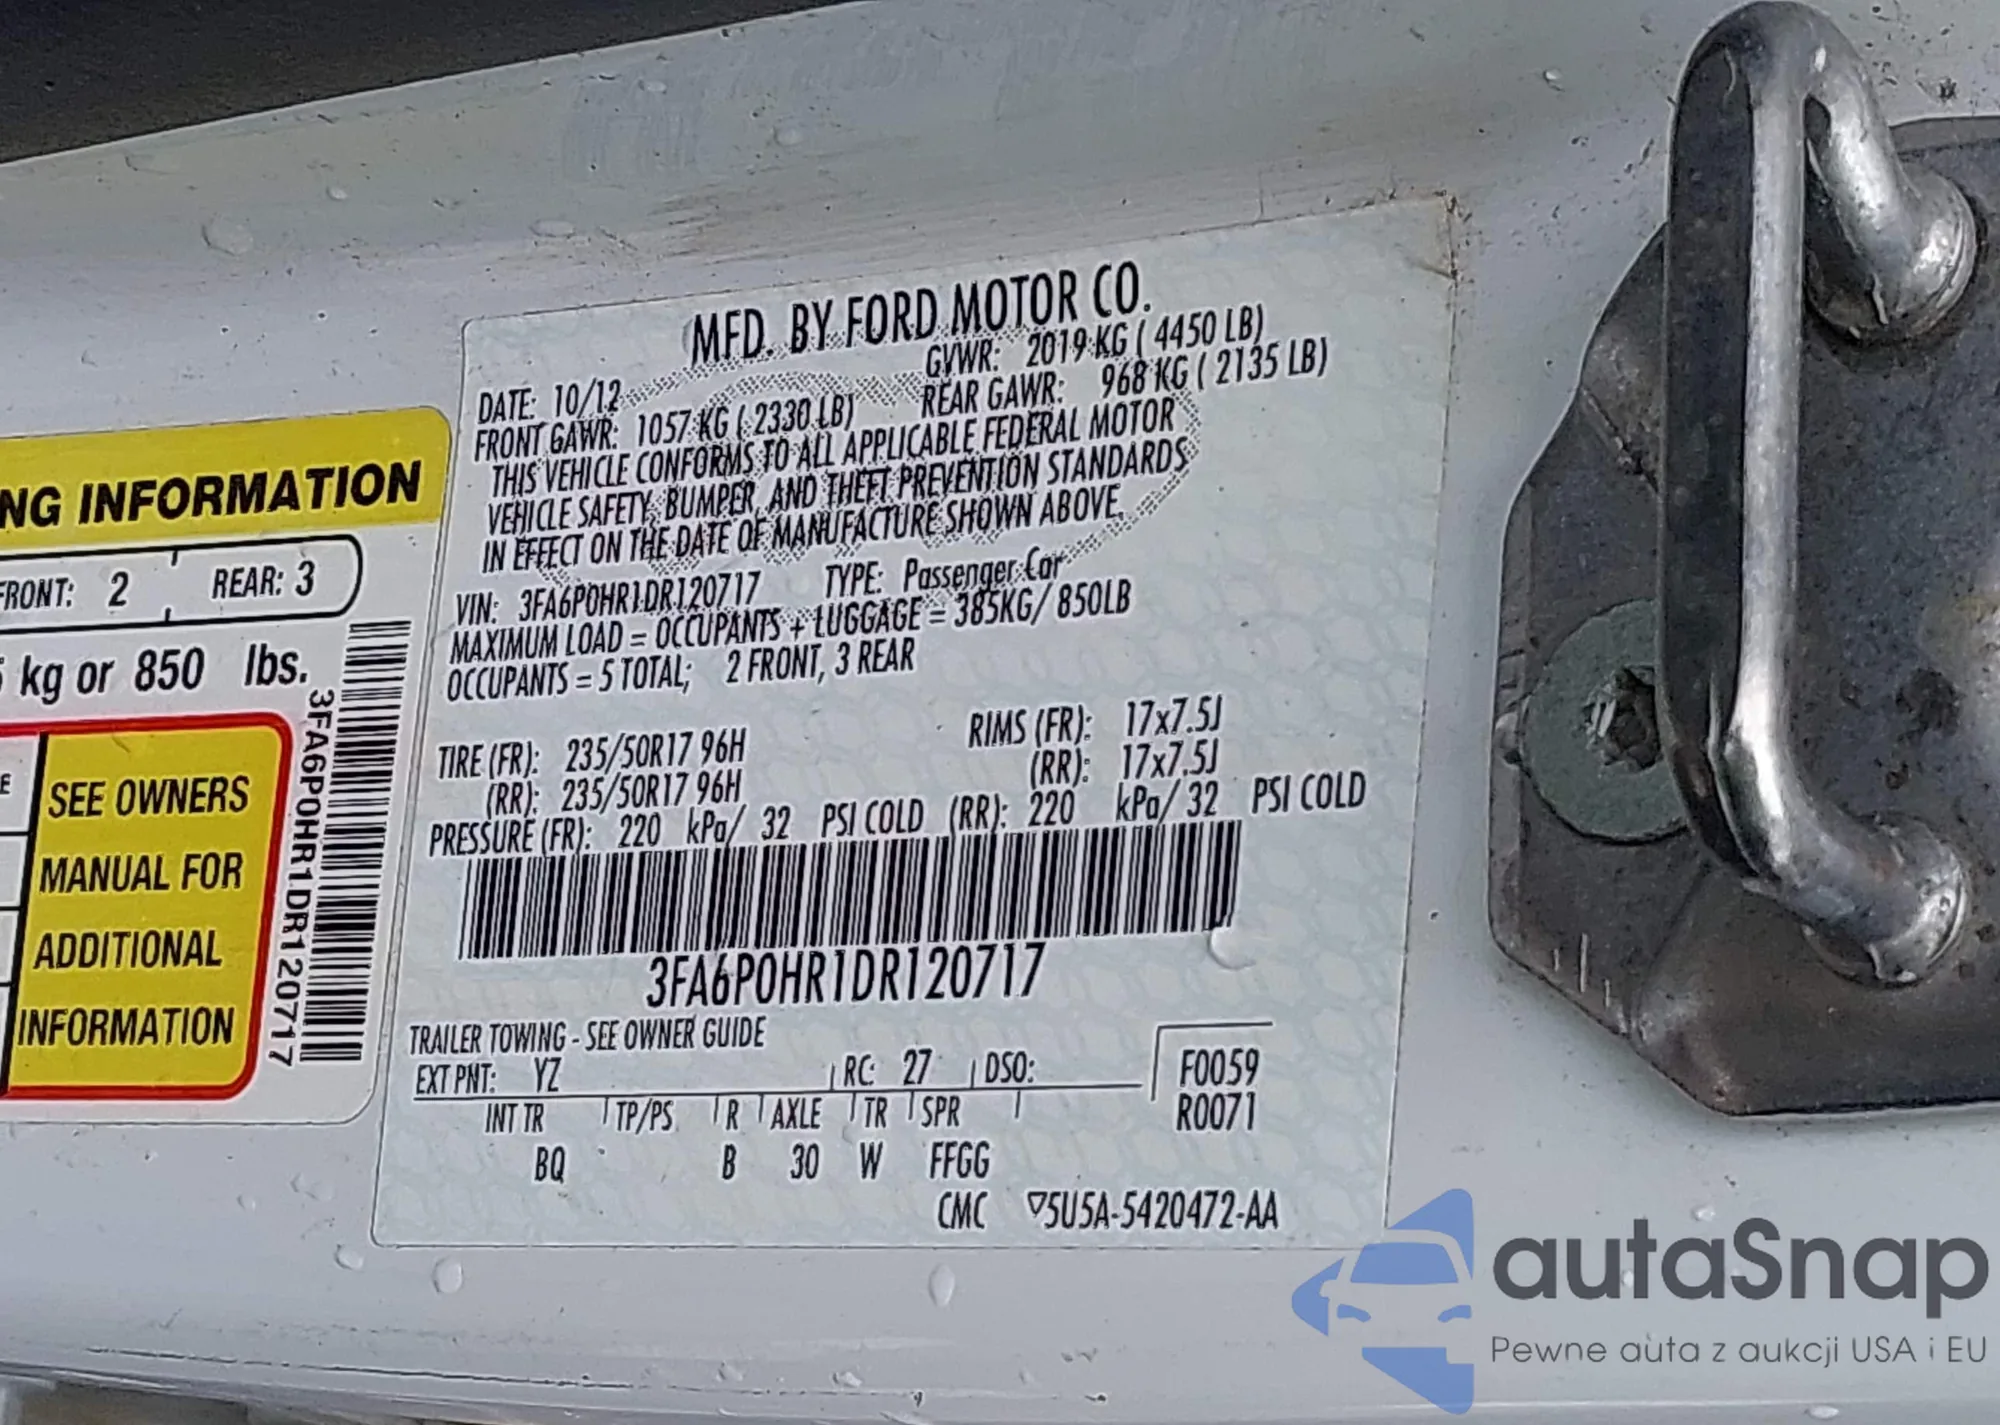 NG INFORMATION
FRONT: 2 REAR: 3
kg or 850 lbs.
SEE OWNERS
MANUAL FOR
ADDITIONAL
INFORMATION
3FA6P0HR1DR120717
MFD. BY FORD MOTOR CO.
DATE: 10/12 GVWR: 2019 KG ( 4450 LB)
FRONT GAWR: 1057 KG ( 2330 LB) REAR GAWR: 968 KG ( 2135 LB)
THIS VEHICLE CONFORMS TO ALL APPLICABLE FEDERAL MOTOR
VEHICLE SAFETY, BUMPER, AND THEFT PREVENTION STANDARDS
IN EFFECT ON THE DATE OF MANUFACTURE SHOWN ABOVE.
VIN: 3FA6P0HR1DR120717 TYPE: Passenger Car
MAXIMUM LOAD = OCCUPANTS + LUGGAGE = 385KG/ 850LB
OCCUPANTS = 5 TOTAL; 2 FRONT, 3 REAR
TIRE (FR): 235/50R17 96H RIMS (FR): 17x7.5J
(RR): 235/50R17 96H (RR): 17x7.5J
PRESSURE (FR): 220 kPa/ 32 PSI COLD (RR): 220 kPa/ 32 PSI COLD
3FA6P0HR1DR120717
TRAILER TOWING - SEE OWNER GUIDE
EXT PNT: YZ RC: 27 DSO: F0059
INT TR TP/PS R AXLE TR SPR R0071
BQ B 30 W FFGG
CMC ▽5U5A-5420472-AA
autaSnap
Pewne auta z aukcji USA i EU